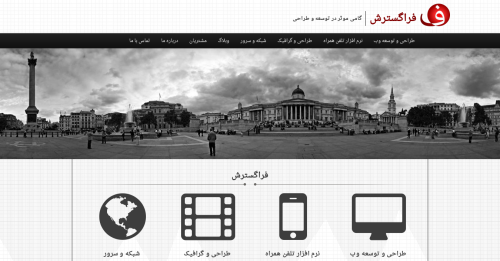 فراگسترش
گامی موثر در توسعه و طراحی
طراحی و توسعه وب
نرم افزار تلفن همراه
طراحی و گرافیک
شبکه و سرور
وبلاگ
مشتریان
درباره ما
تماس با ما
فراگسترش
طراحی و توسعه وب
نرم افزار تلفن همراه
طراحی و گرافیک
شبکه و سرور